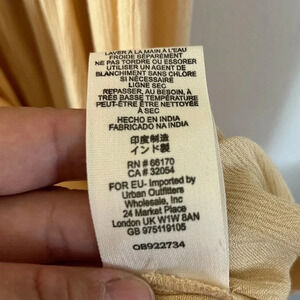 LAVER À LA MAIN À L'EAU
FROIDE SÉPARÉMENT
NE PAS TORDRE OU ESSORER
UTILISER UN AGENT DE
BLANCHIMENT SANS CHLORE
SI NÉCESSAIRE
LIGNE SEC
REPASSER, AU BESOIN, À
TRÈS BASSE TEMPÉRATURE
PEUT-ÊTRE ÊTRE NETTOYÉE
À SEC
HECHO EN INDIA
FABRICADO NA INDIA
印度制造
インド製
RN # 66170
CA # 32054
FOR EU- Imported by
Urban Outfitters
Wholesale, Inc
24 Market Place
London UK W1W 8AN
GB 975119105
OB922734